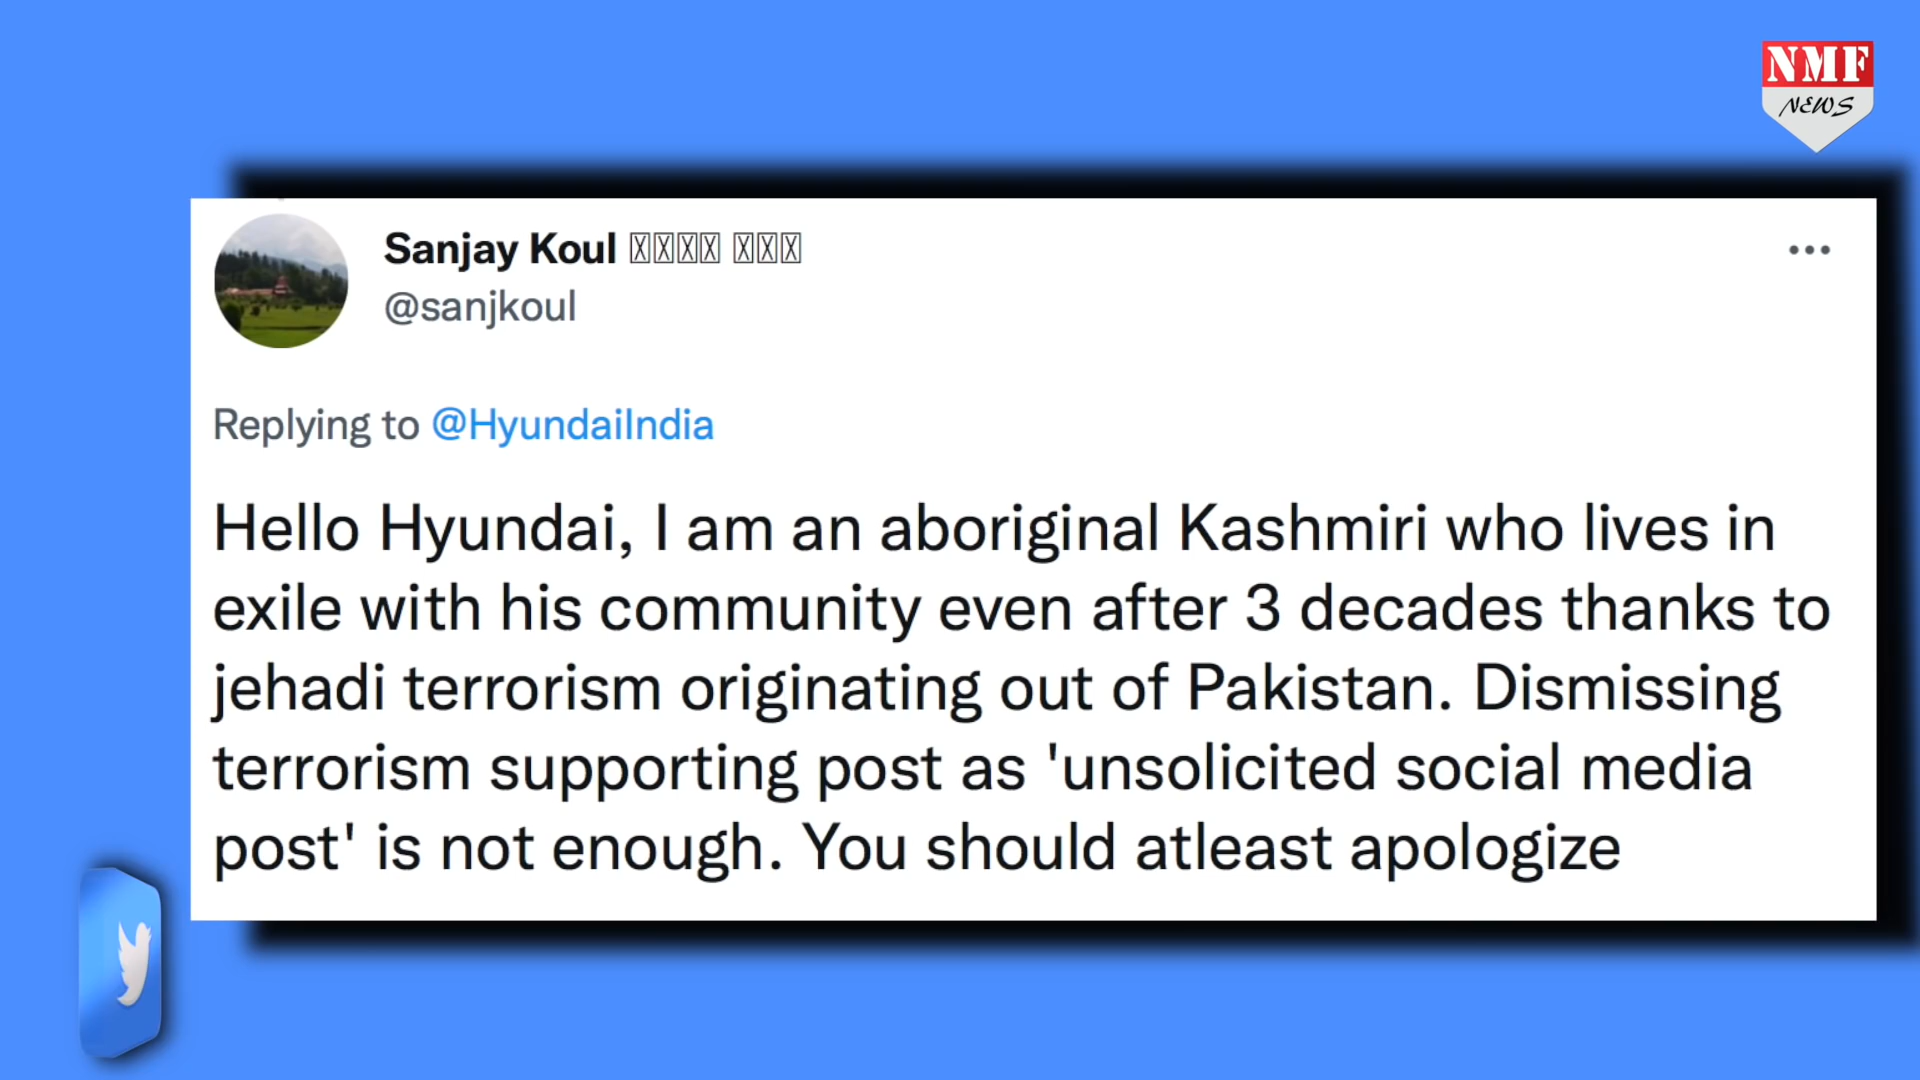 NMF
NEWS
Sanjay Koul
@sanjkoul
Replying to @HyundaiIndia
Hello Hyundai, I am an aboriginal Kashmiri who lives in
exile with his community even after 3 decades thanks to
jehadi terrorism originating out of Pakistan. Dismissing
terrorism supporting post as 'unsolicited social media
post' is not enough. You should atleast apologize